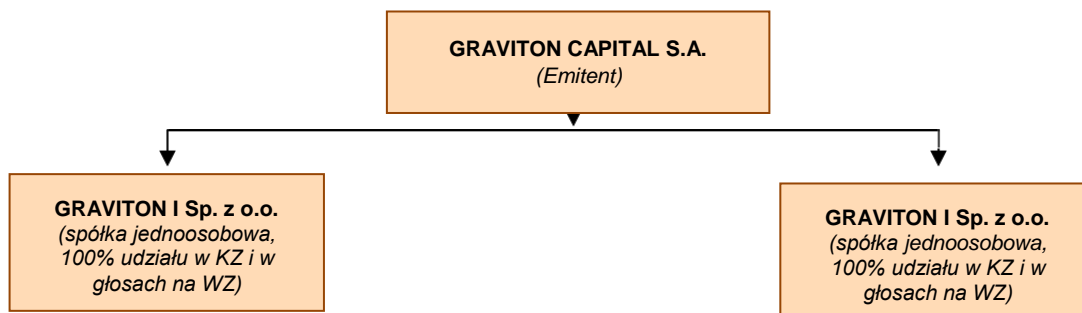 GRAVITON CAPITAL S.A.
(Emitent)
GRAVITON I Sp. z o.o.
(spółka jednoosobowa,
100% udziału w KZ i w
głosach na WZ)
GRAVITON I Sp. z o.o.
(spółka jednoosobowa,
100% udziału w KZ i w
głosach na WZ)